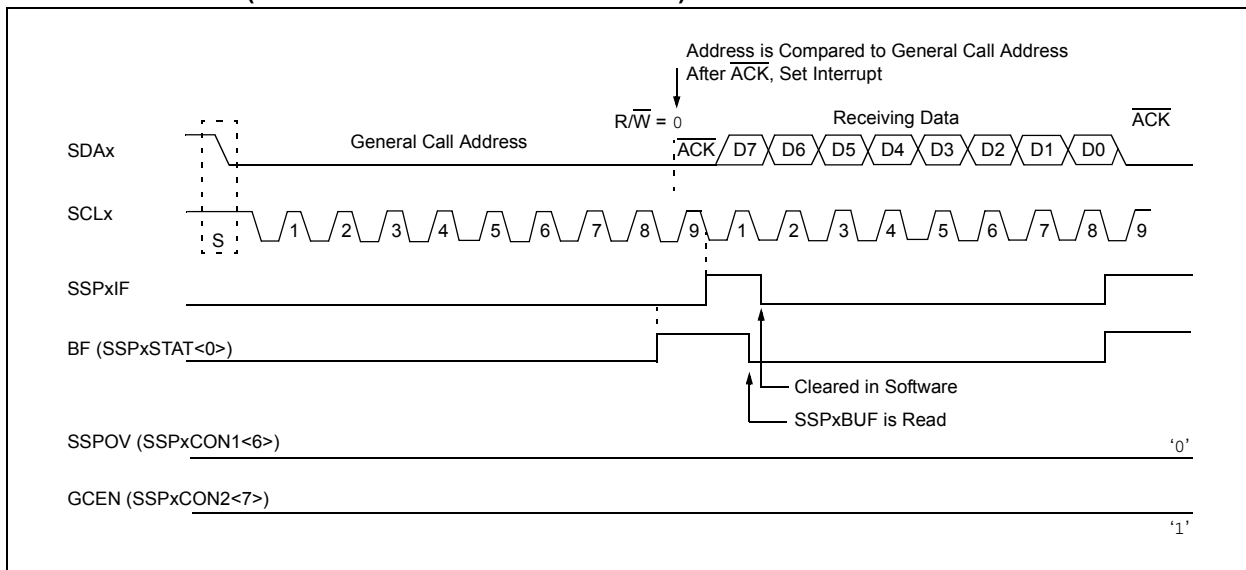 Address is Compared to General Call Address
After ACK, Set Interrupt
R/W = 0
Receiving Data
ACK
SDAx
General Call Address
ACK D7 D6 D5 D4 D3 D2 D1 D0
SCLx
S
1 2 3 4 5 6 7 8 9 1 2 3 4 5 6 7 8 9
SSPxIF
BF (SSPxSTAT<0>)
Cleared in Software
SSPxBUF is Read
SSPOV (SSPxCON1<6>)
‘0’
GCEN (SSPxCON2<7>)
‘1’